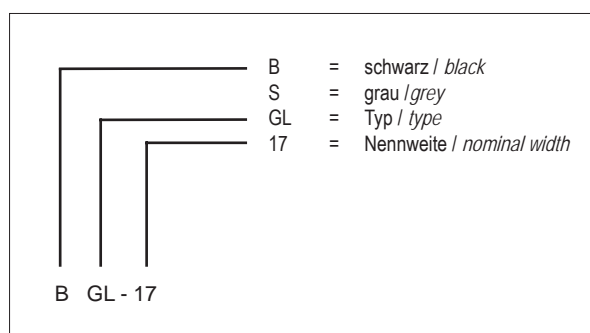 B = schwarz / black
S = grau /grey
GL = Typ / type
17 = Nennweite / nominal width
B GL - 17